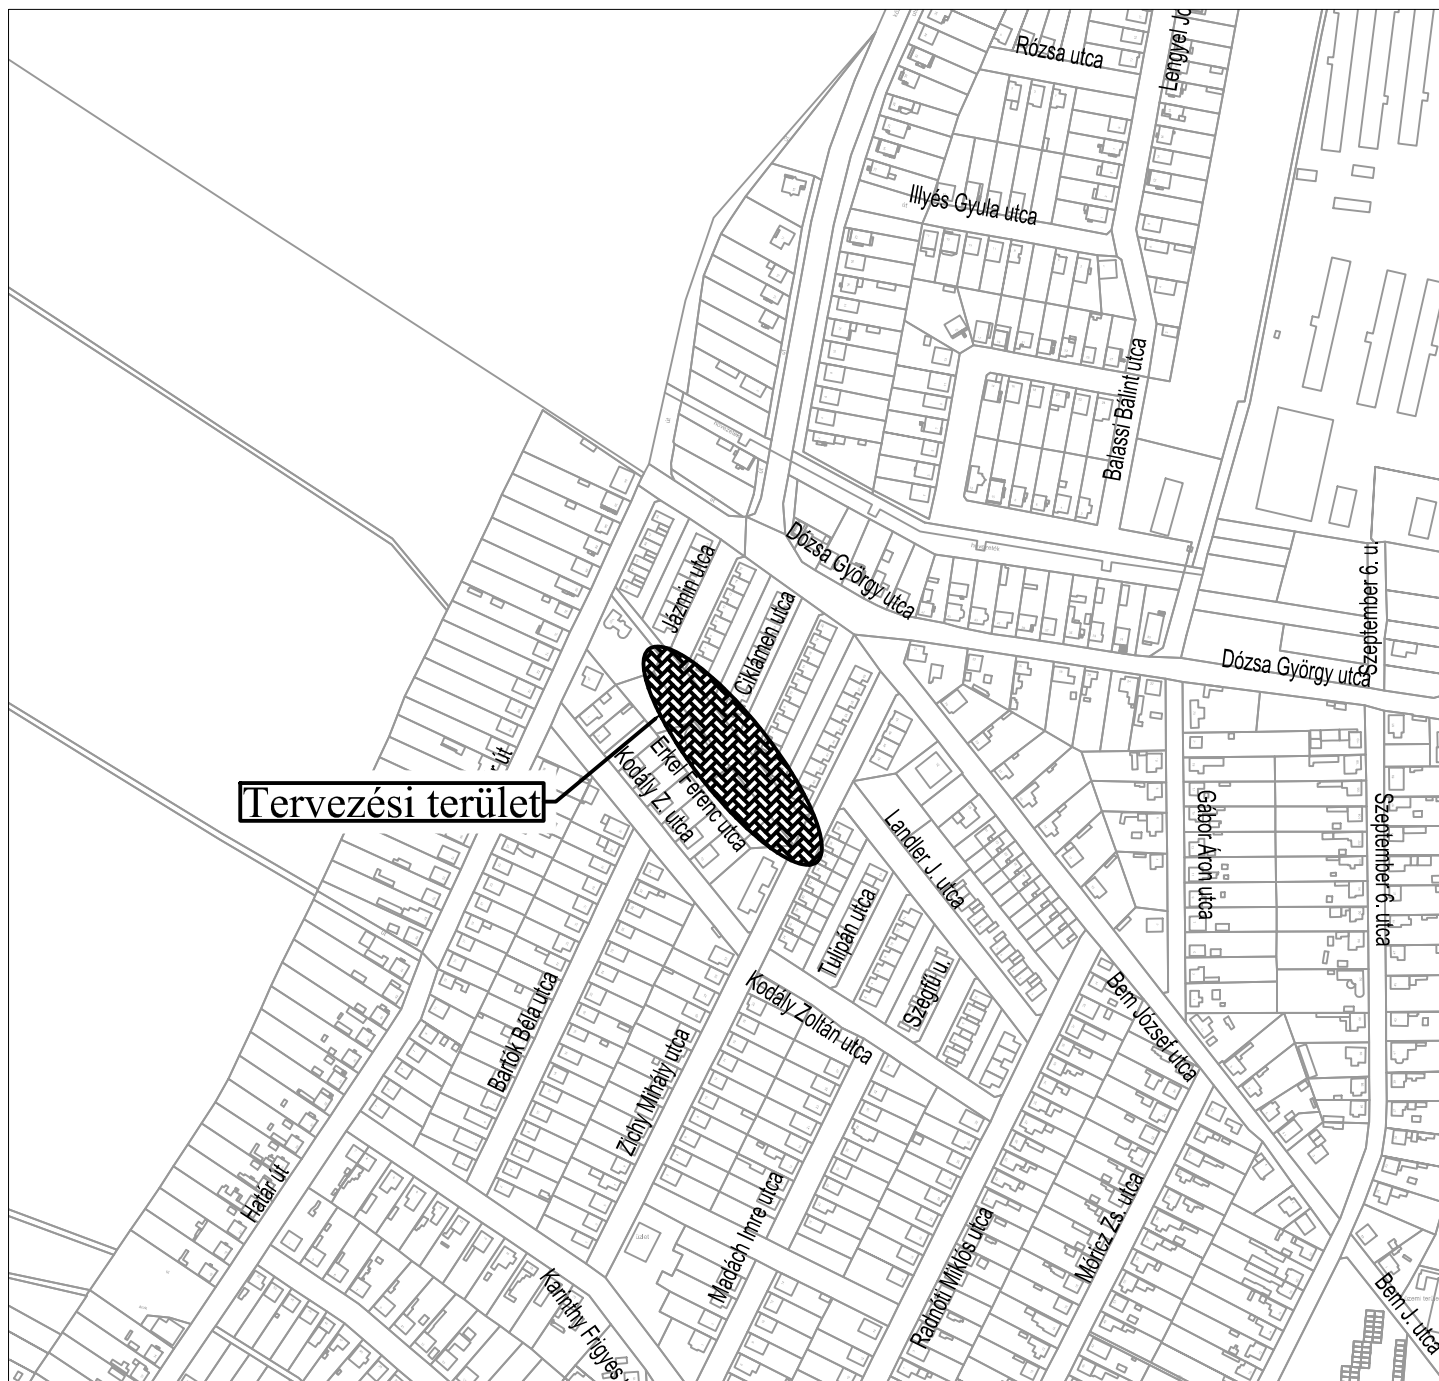 Rózsa utca
Illyés Gyula utca
Balassi Bálint utca
Dózsa György utca
Jázmin utca
Ciklámen utca
Szeptember 6. u.
Dózsa György utca
Erkel Ferenc utca
Kodály Z. utca
Tervezési terület
Landler J. utca
Gábor Áron utca
Szeptember 6. utca
Tulipán utca
Szegfű u.
Kodály Zoltán utca
Bem József utca
Bartók Béla utca
Zichy Mihály utca
Határ út
Madách Imre utca
Radnóti Miklós utca
Móricz Zs. utca
Karinthy Frigyes
Bem J. utca